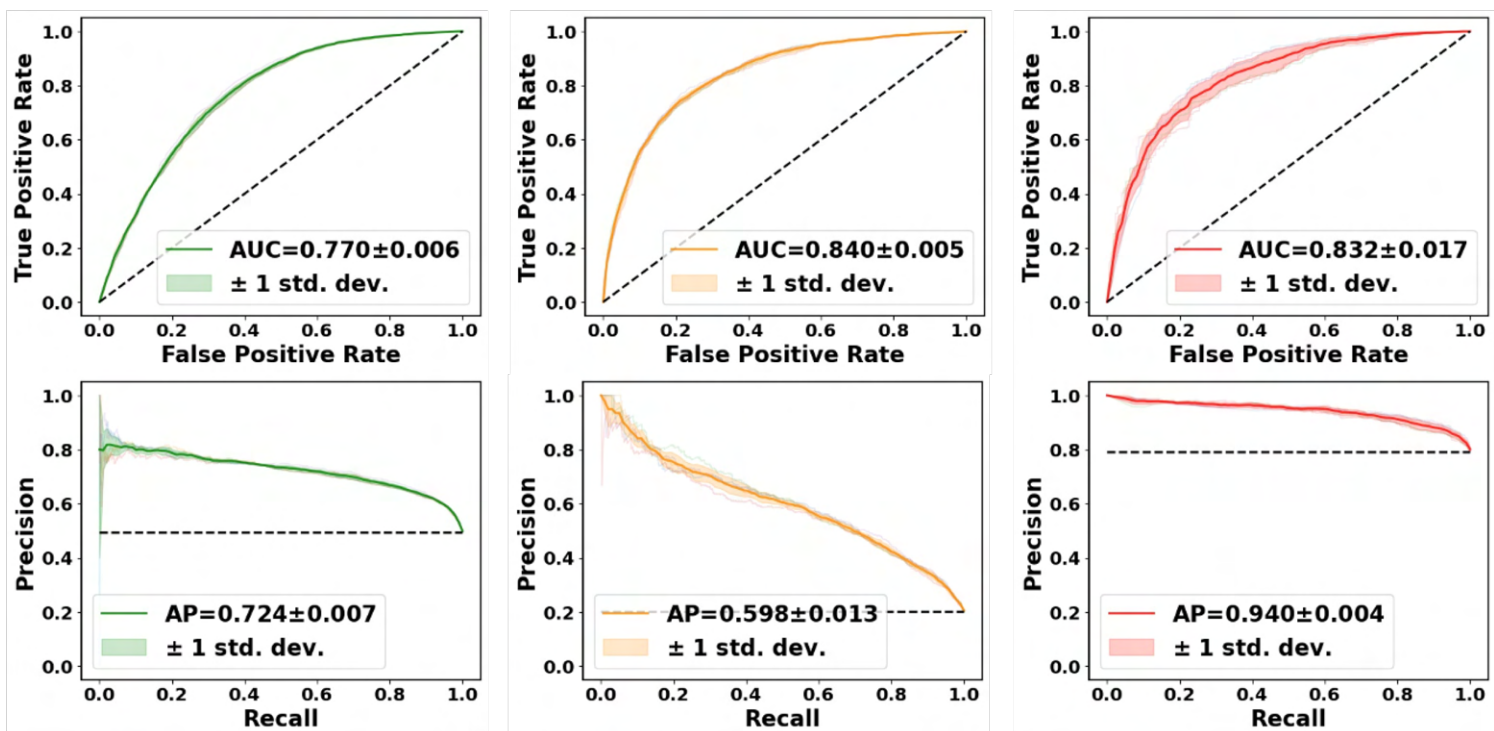 True Positive Rate
1.0
0.8
0.6
0.4
0.2
0.0
AUC=0.770±0.006
± 1 std. dev.
0.0 0.2 0.4 0.6 0.8 1.0
False Positive Rate
True Positive Rate
1.0
0.8
0.6
0.4
0.2
0.0
AUC=0.840±0.005
± 1 std. dev.
0.0 0.2 0.4 0.6 0.8 1.0
False Positive Rate
True Positive Rate
1.0
0.8
0.6
0.4
0.2
0.0
AUC=0.832±0.017
± 1 std. dev.
0.0 0.2 0.4 0.6 0.8 1.0
False Positive Rate
Precision
1.0
0.8
0.6
0.4
0.2
0.0
AP=0.724±0.007
± 1 std. dev.
0.0 0.2 0.4 0.6 0.8 1.0
Recall
Precision
1.0
0.8
0.6
0.4
0.2
0.0
AP=0.598±0.013
± 1 std. dev.
0.0 0.2 0.4 0.6 0.8 1.0
Recall
Precision
1.0
0.8
0.6
0.4
0.2
0.0
AP=0.940±0.004
± 1 std. dev.
0.0 0.2 0.4 0.6 0.8 1.0
Recall